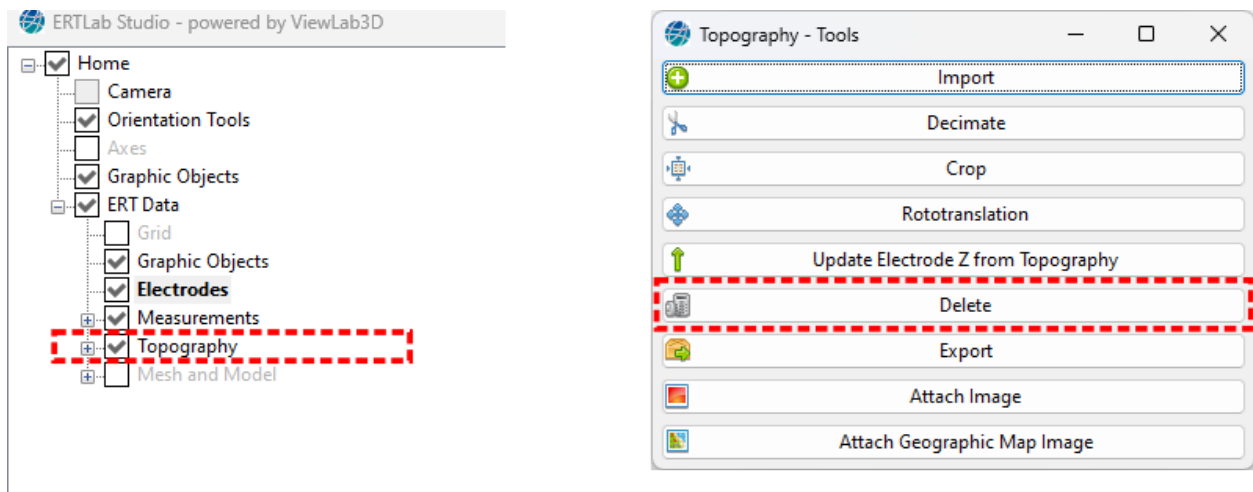 ERTLab Studio - powered by ViewLab3D
Home
Camera
Orientation Tools
Axes
Graphic Objects
ERT Data
Grid
Graphic Objects
Electrodes
Measurements
Topography
Mesh and Model
Topography - Tools
Import
Decimate
Crop
Rototranslation
Update Electrode Z from Topography
Delete
Export
Attach Image
Attach Geographic Map Image